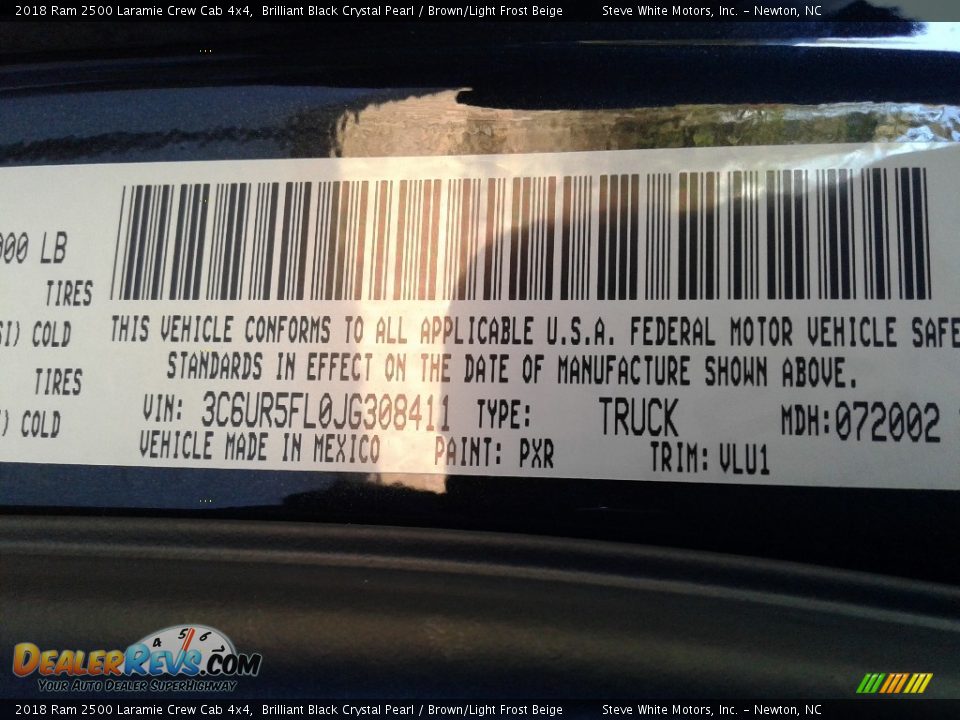 2018 Ram 2500 Laramie Crew Cab 4x4, Brilliant Black Crystal Pearl / Brown/Light Frost Beige Steve White Motors, Inc. - Newton, NC
000 LB
TIRES
SI) COLD
THIS VEHICLE CONFORMS TO ALL APPLICABLE U.S.A. FEDERAL MOTOR VEHICLE SAFE
STANDARDS IN EFFECT ON THE DATE OF MANUFACTURE SHOWN ABOVE.
TIRES
) COLD
VIN: 3C6UR5FL0JG308411 TYPE: TRUCK MDH:072002
VEHICLE MADE IN MEXICO PAINT: PXR TRIM: VLU1
4 5 6
DEALERREVS.COM
YOUR AUTO DEALER SUPERHIGHWAY
2018 Ram 2500 Laramie Crew Cab 4x4, Brilliant Black Crystal Pearl / Brown/Light Frost Beige Steve White Motors, Inc. - Newton, NC